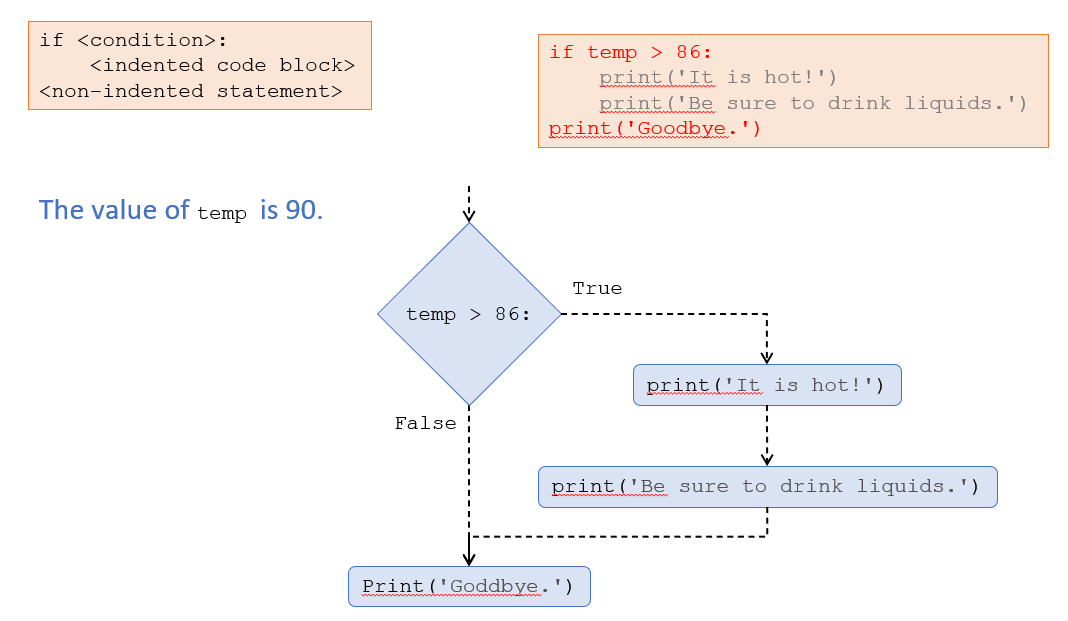 if <condition>:
    <indented code block>
<non-indented statement>
if temp > 86:
    print('It is hot!')
    print('Be sure to drink liquids.')
print('Goodbye.')
The value of temp is 90.
temp > 86:
True
print('It is hot!')
False
print('Be sure to drink liquids.')
Print('Goddbye.')